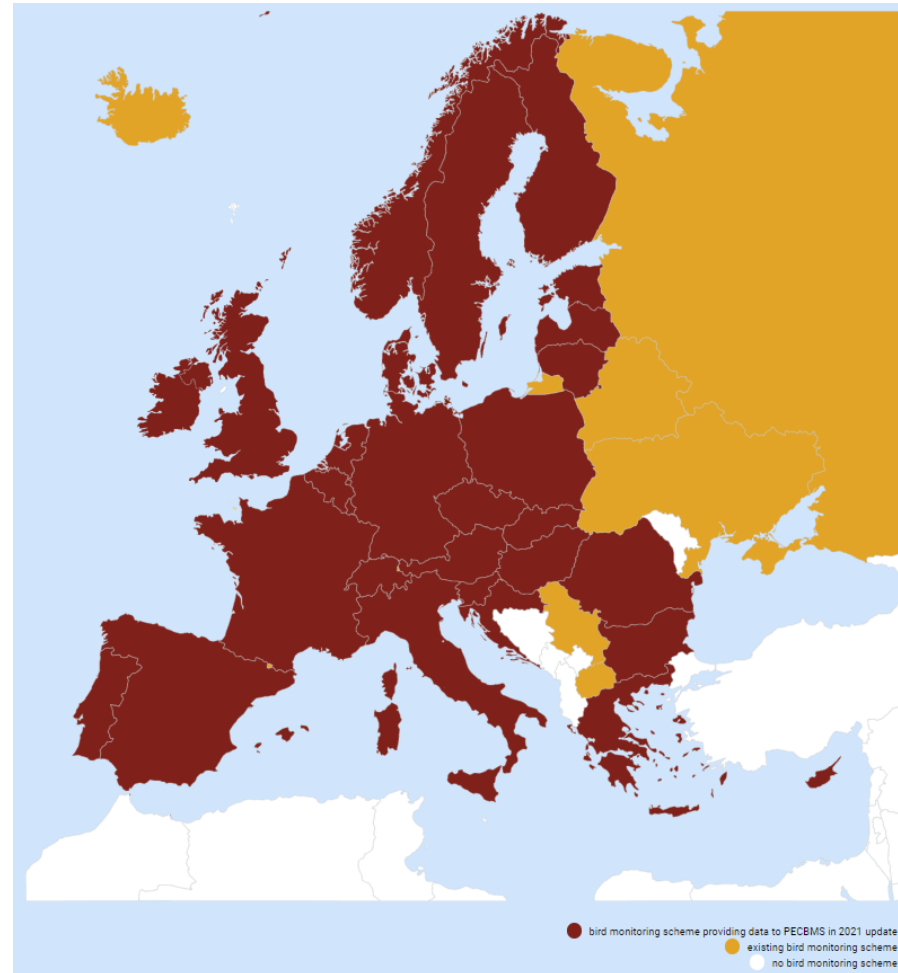 bird monitoring scheme providing data to PECBMS in 2021 update
existing bird monitoring scheme
no bird monitoring scheme